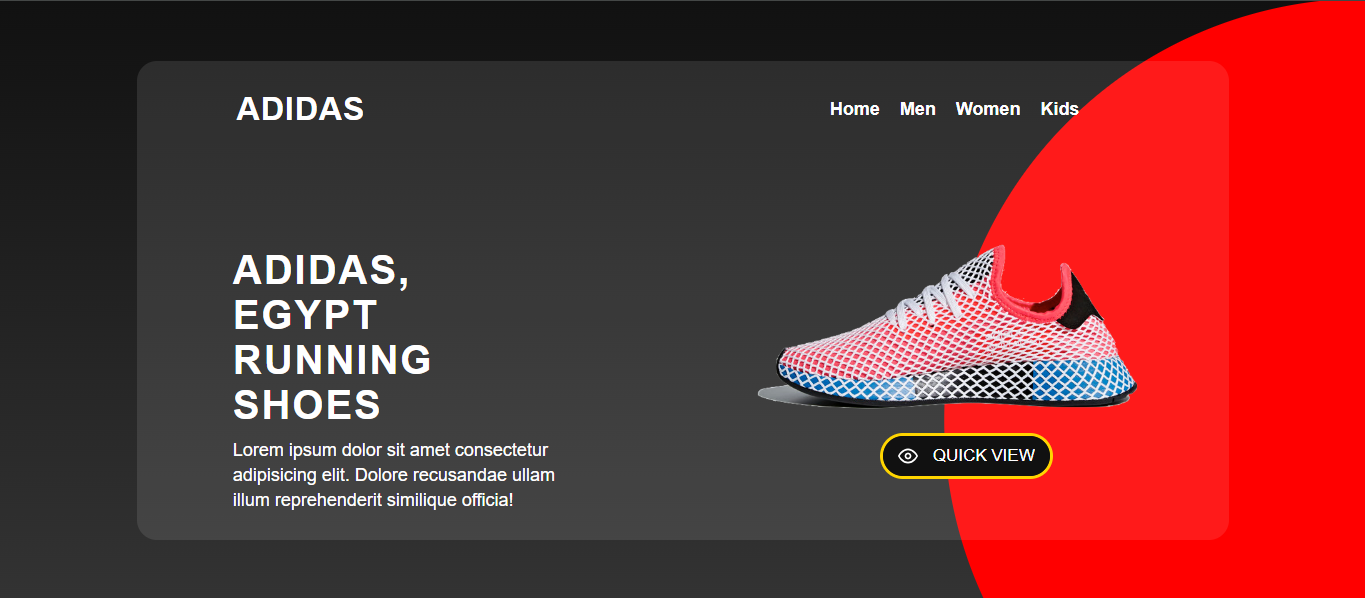 ADIDAS
Home Men Women Kids
ADIDAS,
EGYPT
RUNNING
SHOES
Lorem ipsum dolor sit amet consectetur
adipisicing elit. Dolore recusandae ullam
illum reprehenderit similique officia!
QUICK VIEW